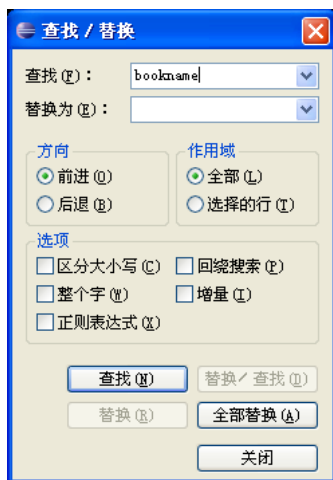 查找 / 替换
查找(F)： bookname
替换为(E)：
方向 作用域
前进(O) 全部(L)
后退(B) 选择的行(T)
选项
区分大小写(C) 回绕搜索(P)
整个字(W) 增量(I)
正则表达式(X)
查找(N) 替换/查找(D)
替换(R) 全部替换(A)
关闭